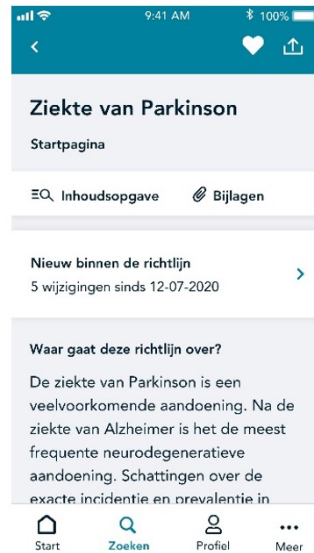 9:41 AM
100%
Ziekte van Parkinson
Startpagina
Inhoudsopgave
Bijlagen
Nieuw binnen de richtlijn
5 wijzigingen sinds 12-07-2020
Waar gaat deze richtlijn over?
De ziekte van Parkinson is een
veelvoorkomende aandoening. Na de
ziekte van Alzheimer is het de meest
frequente neurodegeneratieve
aandoening. Schattingen over de
exacte incidentie en prevalentie in
Start
Zoeken
Profiel
Meer